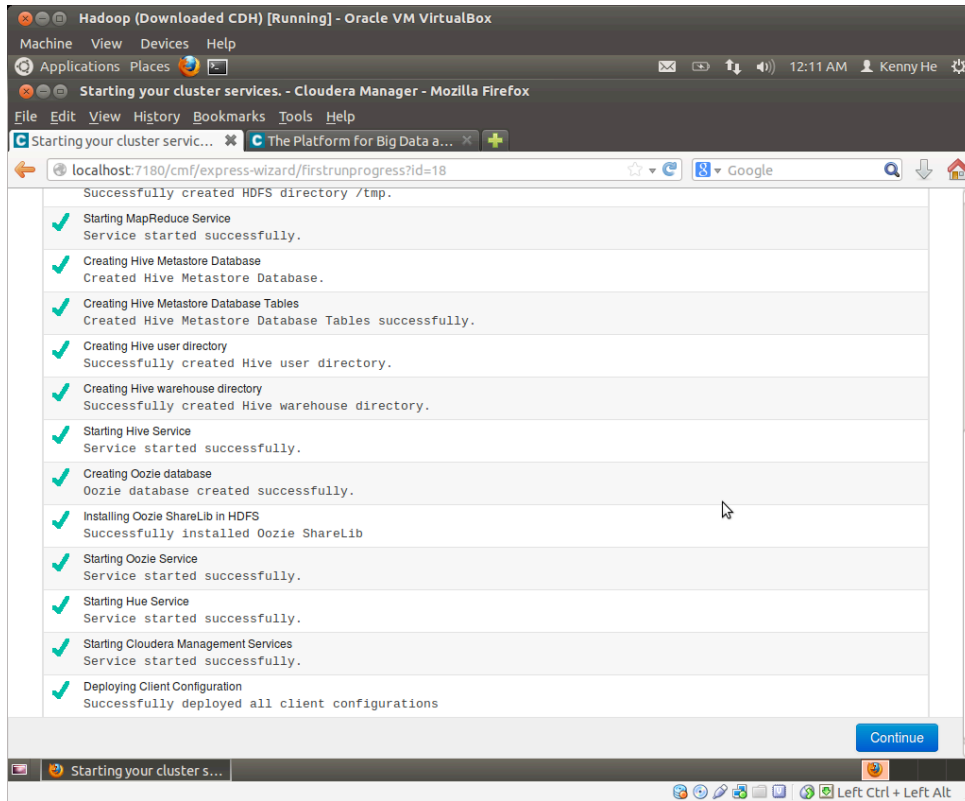 Hadoop (Downloaded CDH) [Running] - Oracle VM VirtualBox
Machine View Devices Help
Applications Places 12:11 AM Kenny He
Starting your cluster services. - Cloudera Manager - Mozilla Firefox
File Edit View History Bookmarks Tools Help
Starting your cluster servic... The Platform for Big Data a...
localhost:7180/cmf/express-wizard/firstrunprogress?id=18 Google
Successfully created HDFS directory /tmp.
Starting MapReduce Service
Service started successfully.
Creating Hive Metastore Database
Created Hive Metastore Database.
Creating Hive Metastore Database Tables
Created Hive Metastore Database Tables successfully.
Creating Hive user directory
Successfully created Hive user directory.
Creating Hive warehouse directory
Successfully created Hive warehouse directory.
Starting Hive Service
Service started successfully.
Creating Oozie database
Oozie database created successfully.
Installing Oozie ShareLib in HDFS
Successfully installed Oozie ShareLib
Starting Oozie Service
Service started successfully.
Starting Hue Service
Service started successfully.
Starting Cloudera Management Services
Service started successfully.
Deploying Client Configuration
Successfully deployed all client configurations
Continue
Starting your cluster s...
Left Ctrl + Left Alt